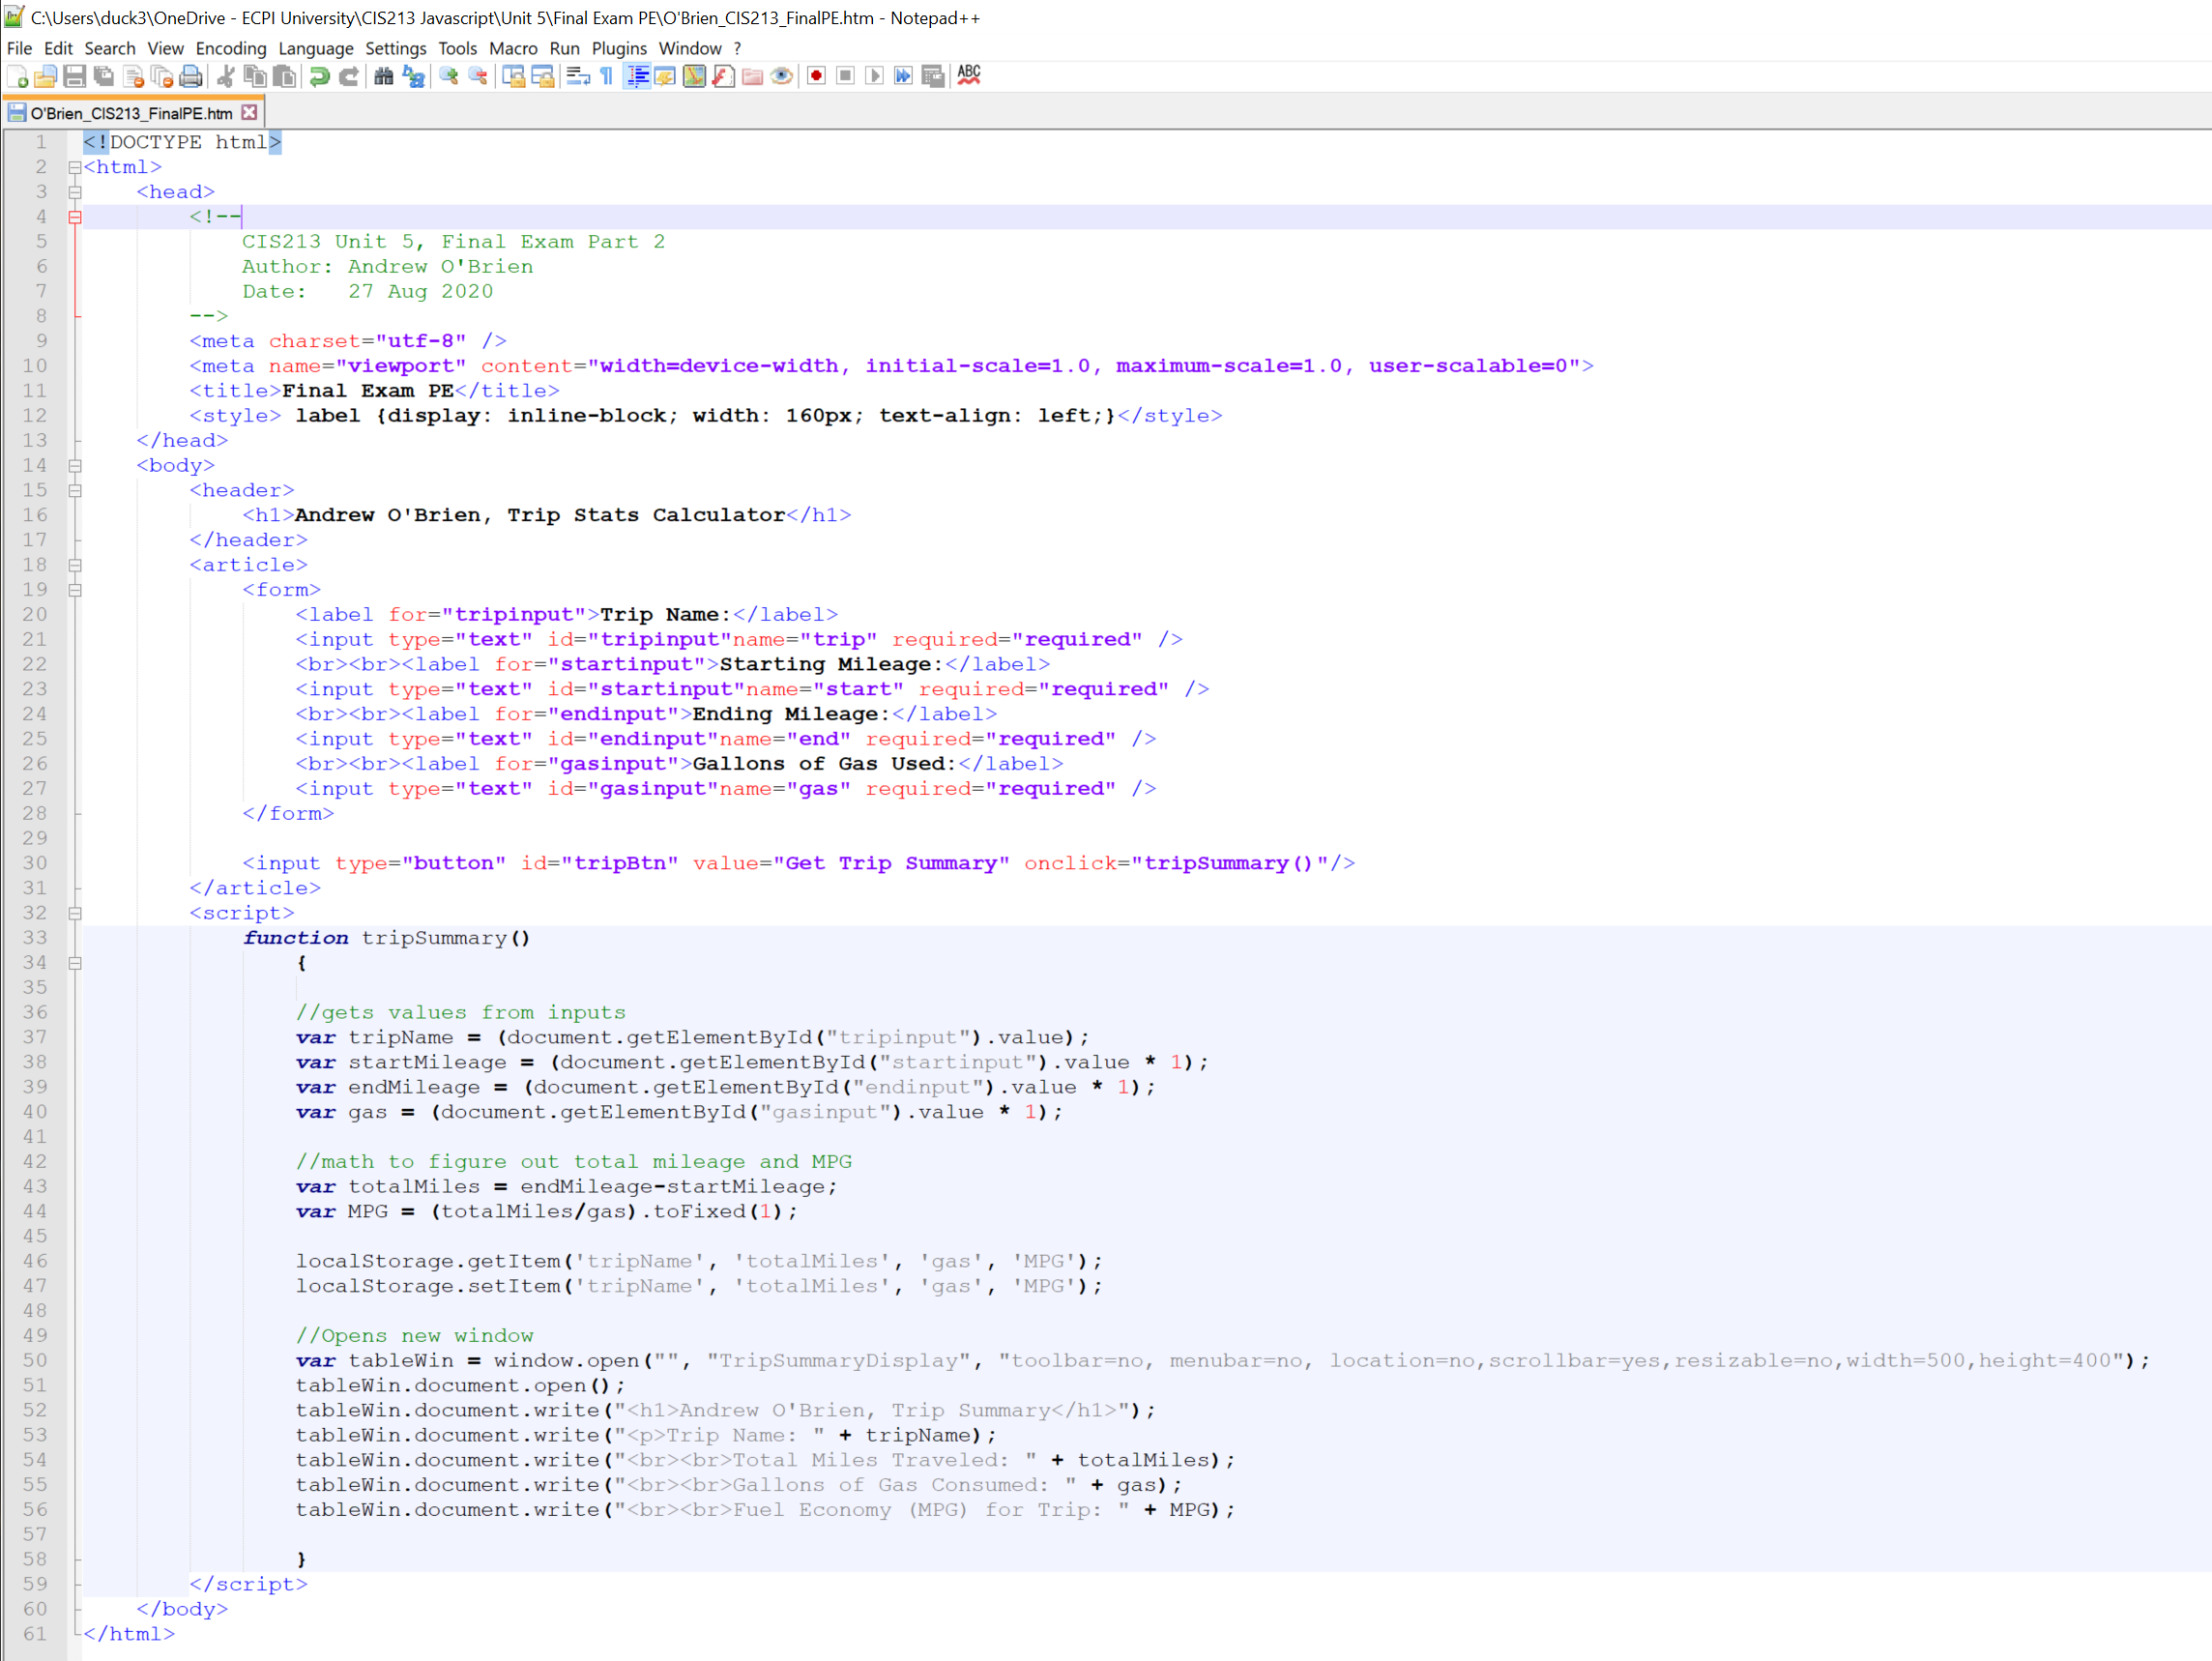 C:\Users\duck3\OneDrive - ECPI University\CIS213 Javascript\Unit 5\Final Exam PE\O'Brien_CIS213_FinalPE.htm - Notepad++
File Edit Search View Encoding Language Settings Tools Macro Run Plugins Window ?
ABC
O'Brien_CIS213_FinalPE.htm
1 <!DOCTYPE html>
2 <html>
3 <head>
4 <!--
5 CIS213 Unit 5, Final Exam Part 2
6 Author: Andrew O'Brien
7 Date:   27 Aug 2020
8 -->
9 <meta charset="utf-8" />
10 <meta name="viewport" content="width=device-width, initial-scale=1.0, maximum-scale=1.0, user-scalable=0">
11 <title>Final Exam PE</title>
12 <style> label {display: inline-block; width: 160px; text-align: left;}</style>
13 </head>
14 <body>
15 <header>
16 <h1>Andrew O'Brien, Trip Stats Calculator</h1>
17 </header>
18 <article>
19 <form>
20 <label for="tripinput">Trip Name:</label>
21 <input type="text" id="tripinput"name="trip" required="required" />
22 <br><br><label for="startinput">Starting Mileage:</label>
23 <input type="text" id="startinput"name="start" required="required" />
24 <br><br><label for="endinput">Ending Mileage:</label>
25 <input type="text" id="endinput"name="end" required="required" />
26 <br><br><label for="gasinput">Gallons of Gas Used:</label>
27 <input type="text" id="gasinput"name="gas" required="required" />
28 </form>
29
30 <input type="button" id="tripBtn" value="Get Trip Summary" onclick="tripSummary()"/>
31 </article>
32 <script>
33 function tripSummary()
34 {
35
36 //gets values from inputs
37 var tripName = (document.getElementById("tripinput").value);
38 var startMileage = (document.getElementById("startinput").value * 1);
39 var endMileage = (document.getElementById("endinput").value * 1);
40 var gas = (document.getElementById("gasinput").value * 1);
41
42 //math to figure out total mileage and MPG
43 var totalMiles = endMileage-startMileage;
44 var MPG = (totalMiles/gas).toFixed(1);
45
46 localStorage.getItem('tripName', 'totalMiles', 'gas', 'MPG');
47 localStorage.setItem('tripName', 'totalMiles', 'gas', 'MPG');
48
49 //Opens new window
50 var tableWin = window.open("", "TripSummaryDisplay", "toolbar=no, menubar=no, location=no,scrollbar=yes,resizable=no,width=500,height=400");
51 tableWin.document.open();
52 tableWin.document.write("<h1>Andrew O'Brien, Trip Summary</h1>");
53 tableWin.document.write("<p>Trip Name: " + tripName);
54 tableWin.document.write("<br><br>Total Miles Traveled: " + totalMiles);
55 tableWin.document.write("<br><br>Gallons of Gas Consumed: " + gas);
56 tableWin.document.write("<br><br>Fuel Economy (MPG) for Trip: " + MPG);
57
58 }
59 </script>
60 </body>
61 </html>